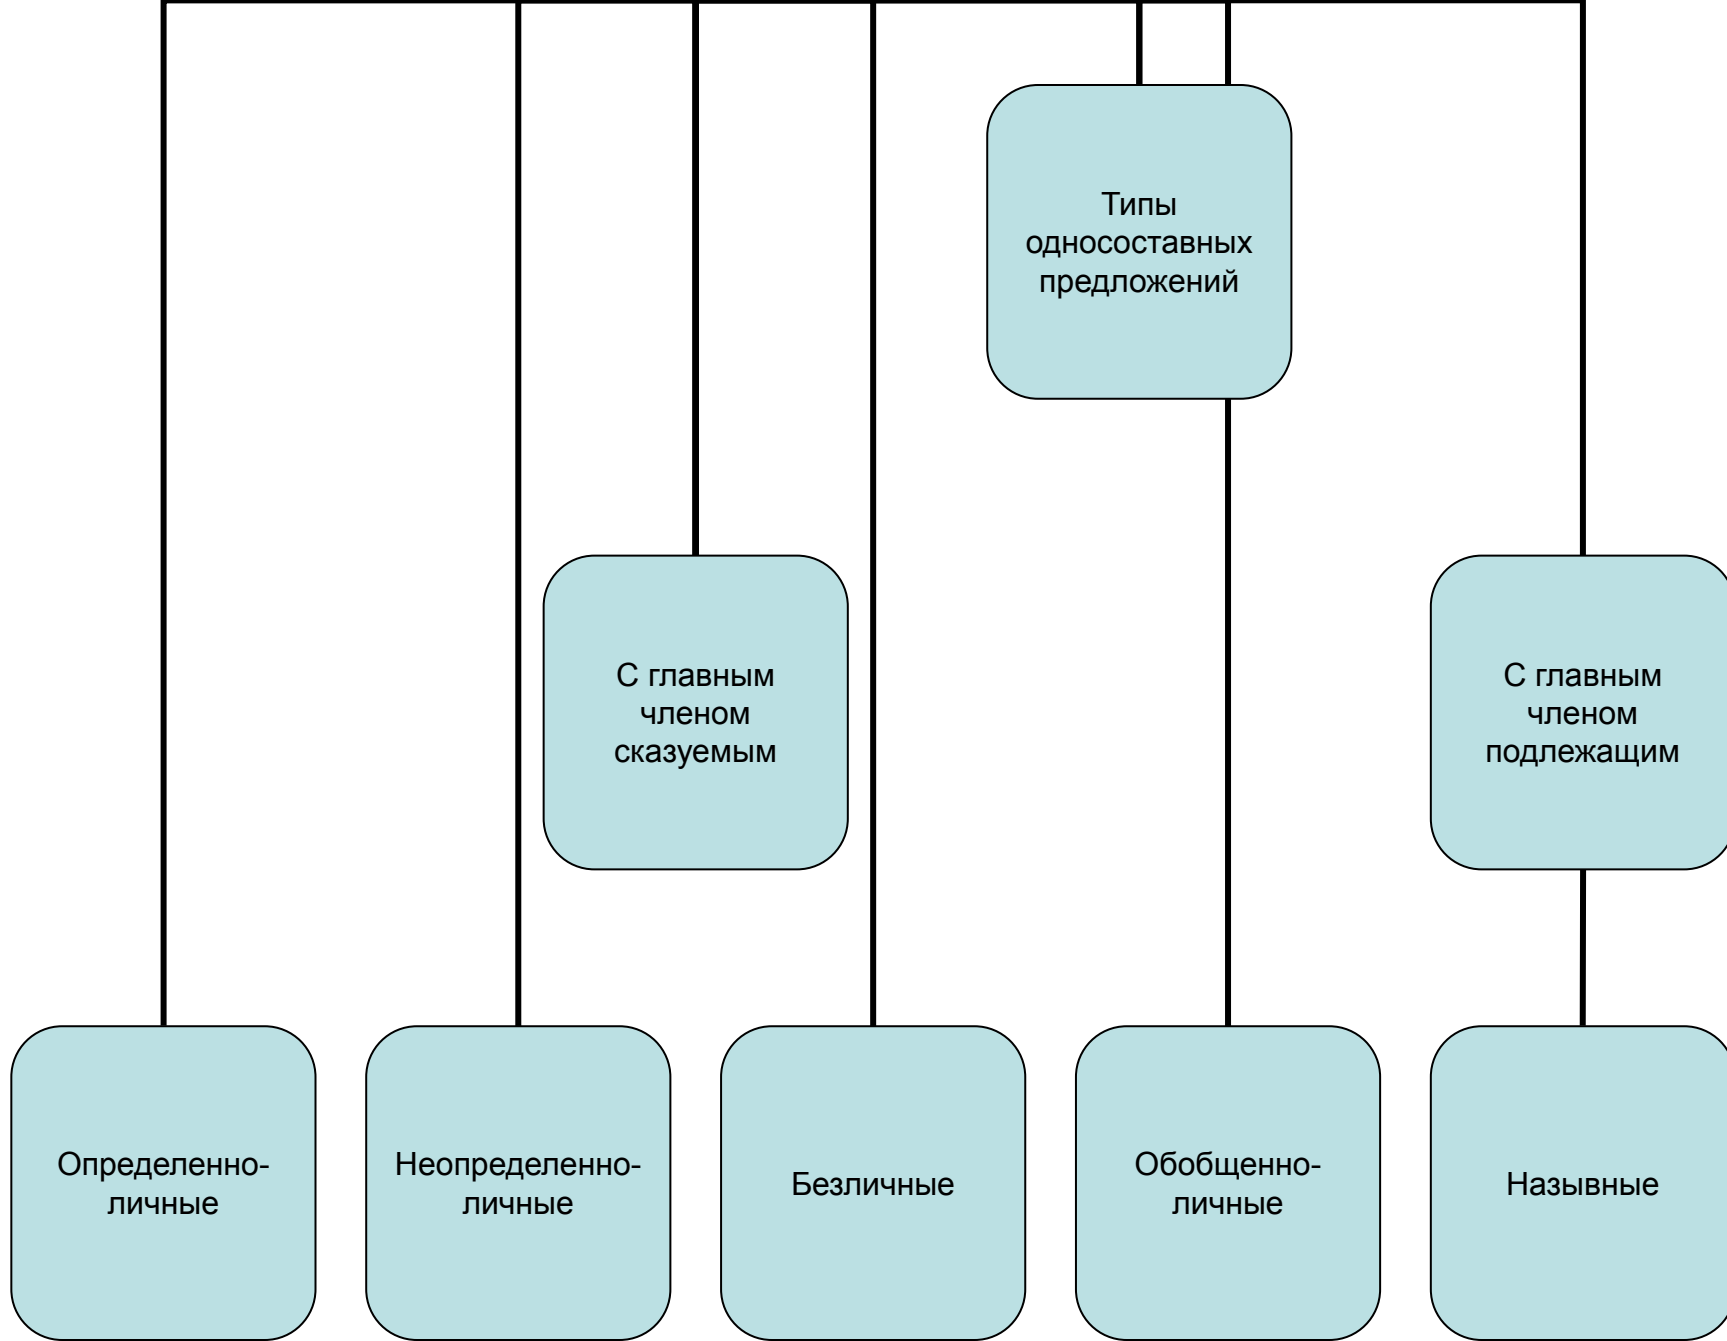 Типы
односоставных
предложений
С главным
членом
сказуемым
С главным
членом
подлежащим
Определенно-
личные
Неопределенно-
личные
Безличные
Обобщенно-
личные
Назывные